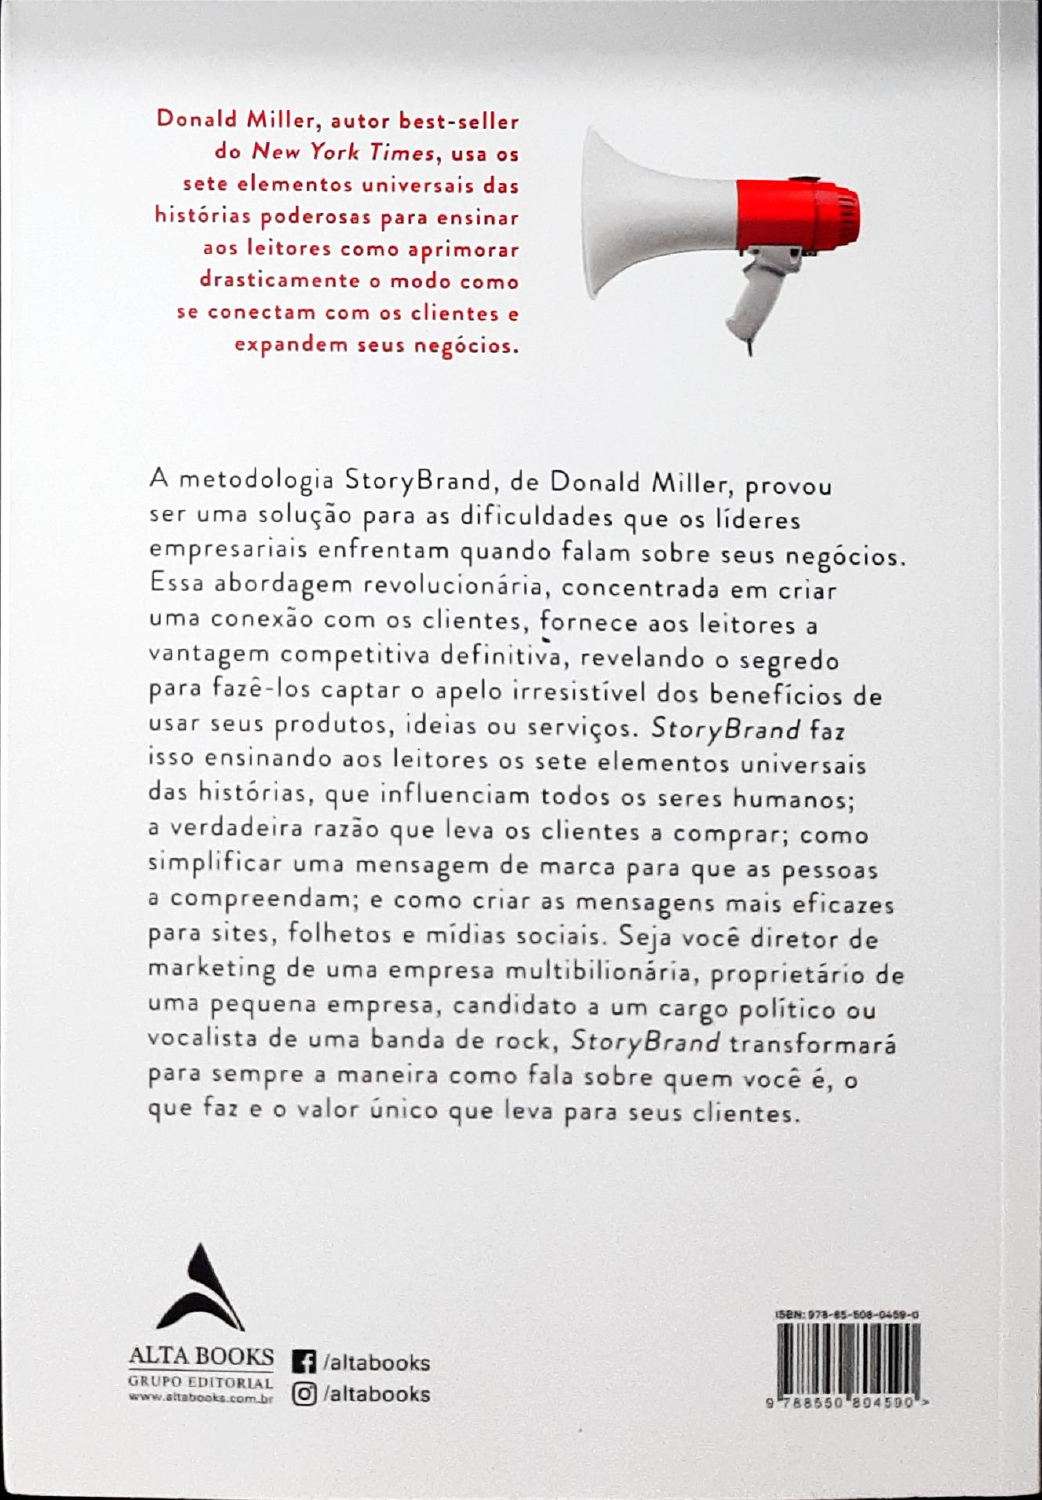 Donald Miller, autor best-seller
do New York Times, usa os
sete elementos universais das
histórias poderosas para ensinar
aos leitores como aprimorar
drasticamente o modo como
se conectam com os clientes e
expandem seus negócios.
A metodologia StoryBrand, de Donald Miller, provou
ser uma solução para as dificuldades que os líderes
empresariais enfrentam quando falam sobre seus negócios.
Essa abordagem revolucionária, concentrada em criar
uma conexão com os clientes, fornece aos leitores a
vantagem competitiva definitiva, revelando o segredo
para fazê-los captar o apelo irresistível dos benefícios de
usar seus produtos, ideias ou serviços. StoryBrand faz
isso ensinando aos leitores os sete elementos universais
das histórias, que influenciam todos os seres humanos;
a verdadeira razão que leva os clientes a comprar; como
simplificar uma mensagem de marca para que as pessoas
a compreendam; e como criar as mensagens mais eficazes
para sites, folhetos e mídias sociais. Seja você diretor de
marketing de uma empresa multibilionária, proprietário de
uma pequena empresa, candidato a um cargo político ou
vocalista de uma banda de rock, StoryBrand transformará
para sempre a maneira como fala sobre quem você é, o
que faz e o valor único que leva para seus clientes.
ALTA BOOKS
GRUPO EDITORIAL
www.altabooks.com.br
/altabooks
/altabooks
ISBN: 978-85-508-0459-0
9 788550 804590 >